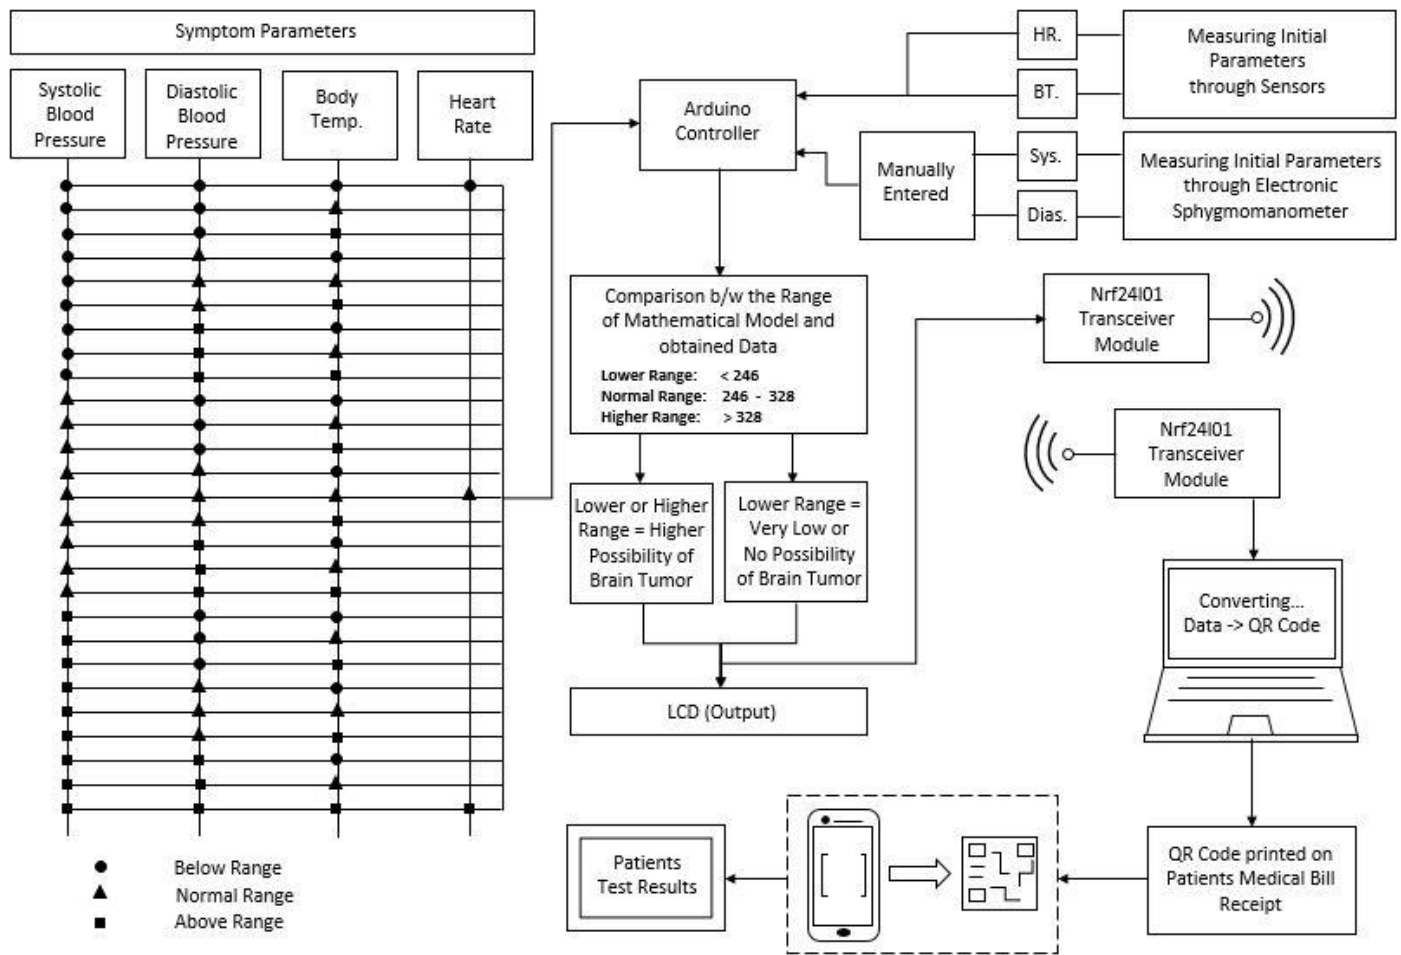 Symptom Parameters
Systolic
Blood
Pressure
Diastolic
Blood
Pressure
Body
Temp.
Heart
Rate
Below Range
Normal Range
Above Range
Arduino
Controller
HR.
BT.
Measuring Initial
Parameters
through Sensors
Manually
Entered
Sys.
Dias.
Measuring Initial Parameters
through Electronic
Sphygmomanometer
Comparison b/w the Range
of Mathematical Model and
obtained Data
Lower Range: < 246
Normal Range: 246 - 328
Higher Range: > 328
Lower or Higher
Range = Higher
Possibility of
Brain Tumor
Lower Range =
Very Low or
No Possibility
of Brain Tumor
LCD (Output)
Nrf24l01
Transceiver
Module
Nrf24l01
Transceiver
Module
Converting...
Data -> QR Code
QR Code printed on
Patients Medical Bill
Receipt
Patients
Test Results